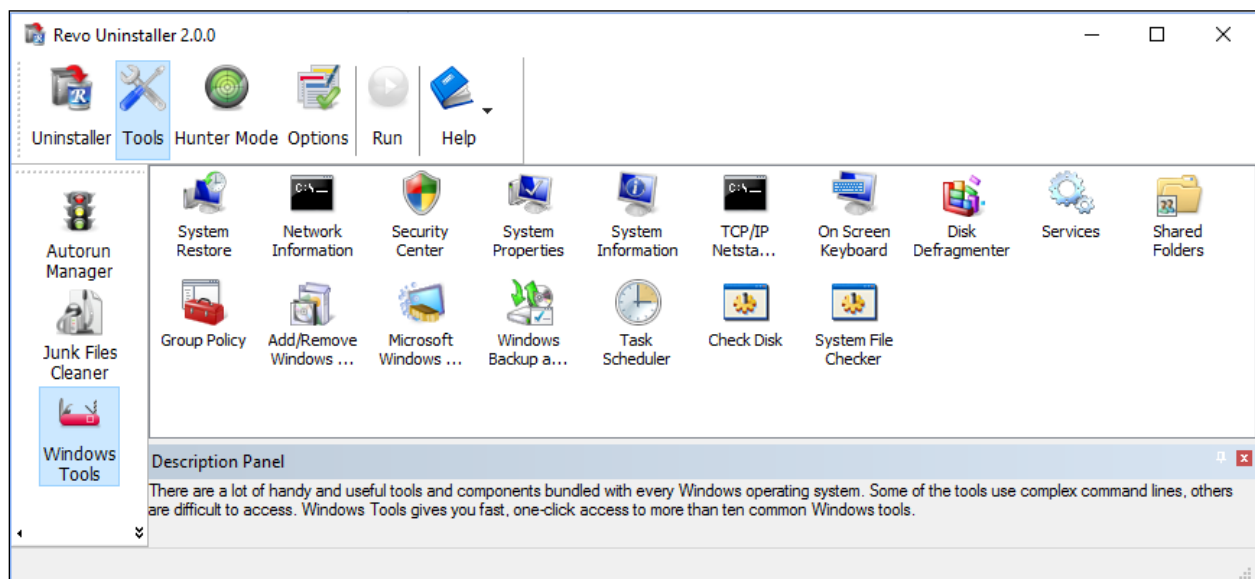 Revo Uninstaller 2.0.0
Uninstaller Tools Hunter Mode Options Run Help
Autorun
Manager
Junk Files
Cleaner
Windows
Tools
System
Restore
Network
Information
Security
Center
System
Properties
System
Information
TCP/IP
Netsta...
On Screen
Keyboard
Disk
Defragmenter
Services
Shared
Folders
Group Policy
Add/Remove
Windows ...
Microsoft
Windows ...
Windows
Backup a...
Task
Scheduler
Check Disk
System File
Checker
Description Panel
There are a lot of handy and useful tools and components bundled with every Windows operating system. Some of the tools use complex command lines, others
are difficult to access. Windows Tools gives you fast, one-click access to more than ten common Windows tools.